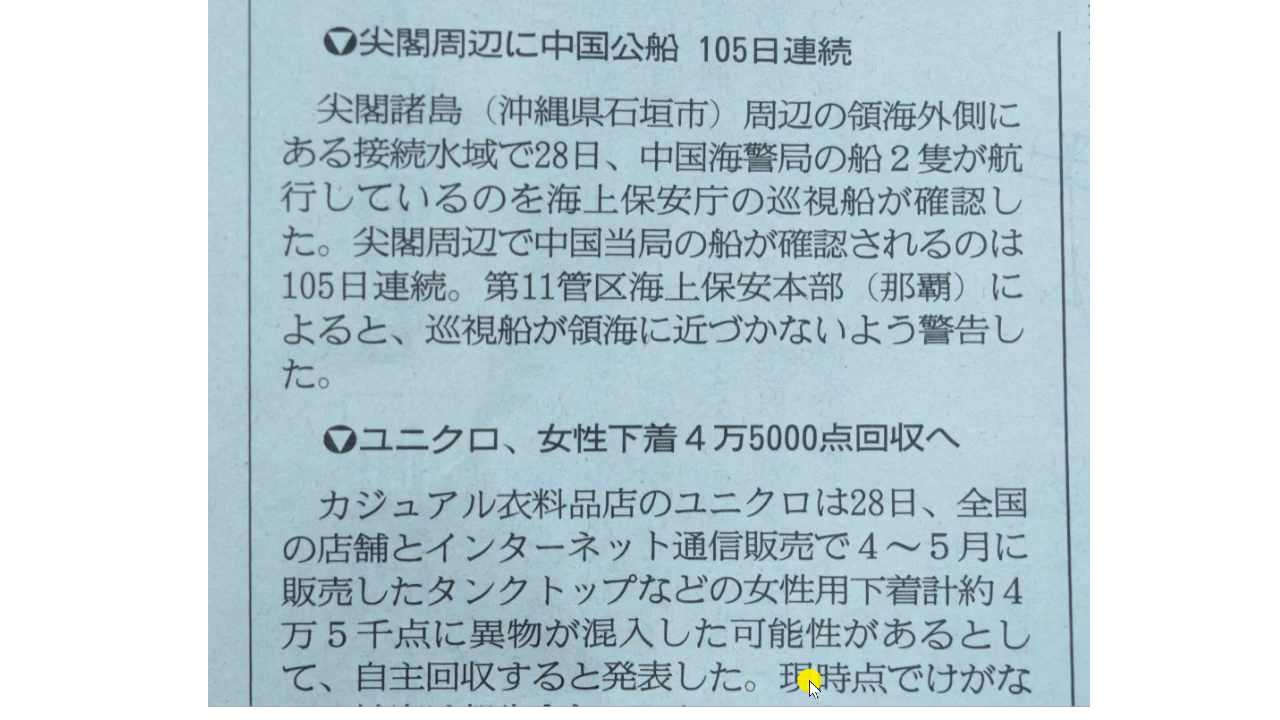 ▼尖閣周辺に中国公船 105日連続
尖閣諸島（沖縄県石垣市）周辺の領海外側に
ある接続水域で28日、中国海警局の船２隻が航
行しているのを海上保安庁の巡視船が確認し
た。尖閣周辺で中国当局の船が確認されるのは
105日連続。第11管区海上保安本部（那覇）に
よると、巡視船が領海に近づかないよう警告し
た。
▼ユニクロ、女性下着４万5000点回収へ
カジュアル衣料品店のユニクロは28日、全国
の店舗とインターネット通信販売で４～５月に
販売したタンクトップなどの女性用下着計約４
万５千点に異物が混入した可能性があるとし
て、自主回収すると発表した。現時点でけがな